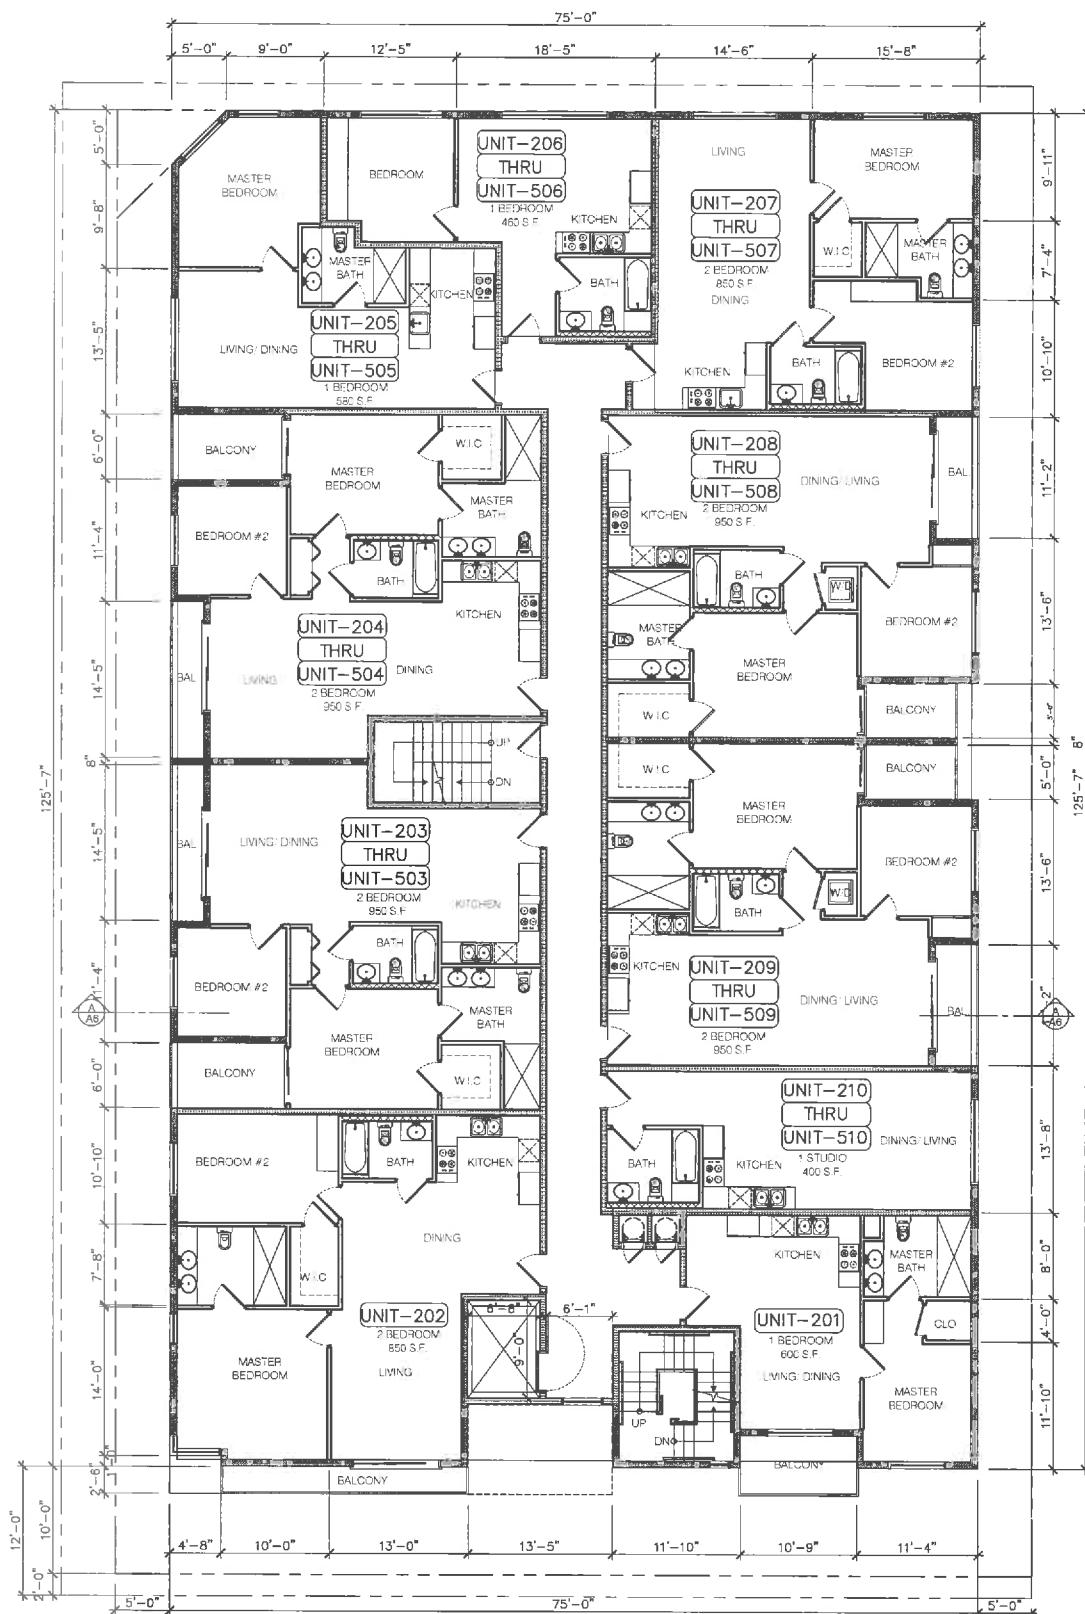 75'-0"
5'-0" 9'-0" 12'-5" 18'-5" 14'-6" 15'-8"
5'-0"
9'-8"
13'-5"
6'-0"
11'-4"
14'-5"
8"
125'-7"
14'-5"
11'-4"
6'-0"
10'-10"
7'-8"
14'-0"
2'-6"
12'-0"
10'-0"
2'-0"
9'-11"
7'-4"
10'-10"
11'-2"
13'-6"
5'-0"
8"
125'-7"
5'-0"
13'-6"
13'-8"
8'-0"
4'-0"
11'-10"
MASTER
BEDROOM
MASTER
BATH
KITCHEN
LIVING/DINING
UNIT-205
THRU
UNIT-505
1 BEDROOM
580 S.F.
BEDROOM
UNIT-206
THRU
UNIT-506
1 BEDROOM
460 S.F.
KITCHEN
BATH
LIVING
UNIT-207
THRU
UNIT-507
2 BEDROOM
850 S.F.
DINING
KITCHEN
BATH
MASTER
BEDROOM
W.I.C
MASTER
BATH
BEDROOM #2
BALCONY
MASTER
BEDROOM
W.I.C
MASTER
BATH
BEDROOM #2
BATH
KITCHEN
UNIT-204
THRU
UNIT-504
2 BEDROOM
950 S.F.
DINING
LIVING
BAL
UP
DN
UNIT-208
THRU
UNIT-508
2 BEDROOM
950 S.F.
KITCHEN
DINING/LIVING
BAL
BATH
W/D
MASTER
BATH
BEDROOM #2
MASTER
BEDROOM
W.I.C
BALCONY
W.I.C
BALCONY
MASTER
BEDROOM
BEDROOM #2
W/D
BATH
KITCHEN
UNIT-209
THRU
UNIT-509
2 BEDROOM
950 S.F.
DINING/LIVING
BAL
A
A6
BAL
LIVING/DINING
UNIT-203
THRU
UNIT-503
2 BEDROOM
950 S.F.
KITCHEN
BATH
BEDROOM #2
A
A6
MASTER
BATH
MASTER
BEDROOM
BALCONY
W.I.C
BEDROOM #2
BATH
KITCHEN
DINING
W.I.C
UNIT-202
2 BEDROOM
850 S.F.
LIVING
MASTER
BEDROOM
BALCONY
8'-8"
9'-0"
6'-1"
UNIT-210
THRU
UNIT-510
1 STUDIO
400 S.F.
DINING/LIVING
KITCHEN
BATH
KITCHEN
MASTER
BATH
UNIT-201
1 BEDROOM
600 S.F.
LIVING/DINING
CLO
MASTER
BEDROOM
UP
DN
BALCONY
4'-8" 10'-0" 13'-0" 13'-5" 11'-10" 10'-9" 11'-4"
5'-0" 75'-0" 5'-0"